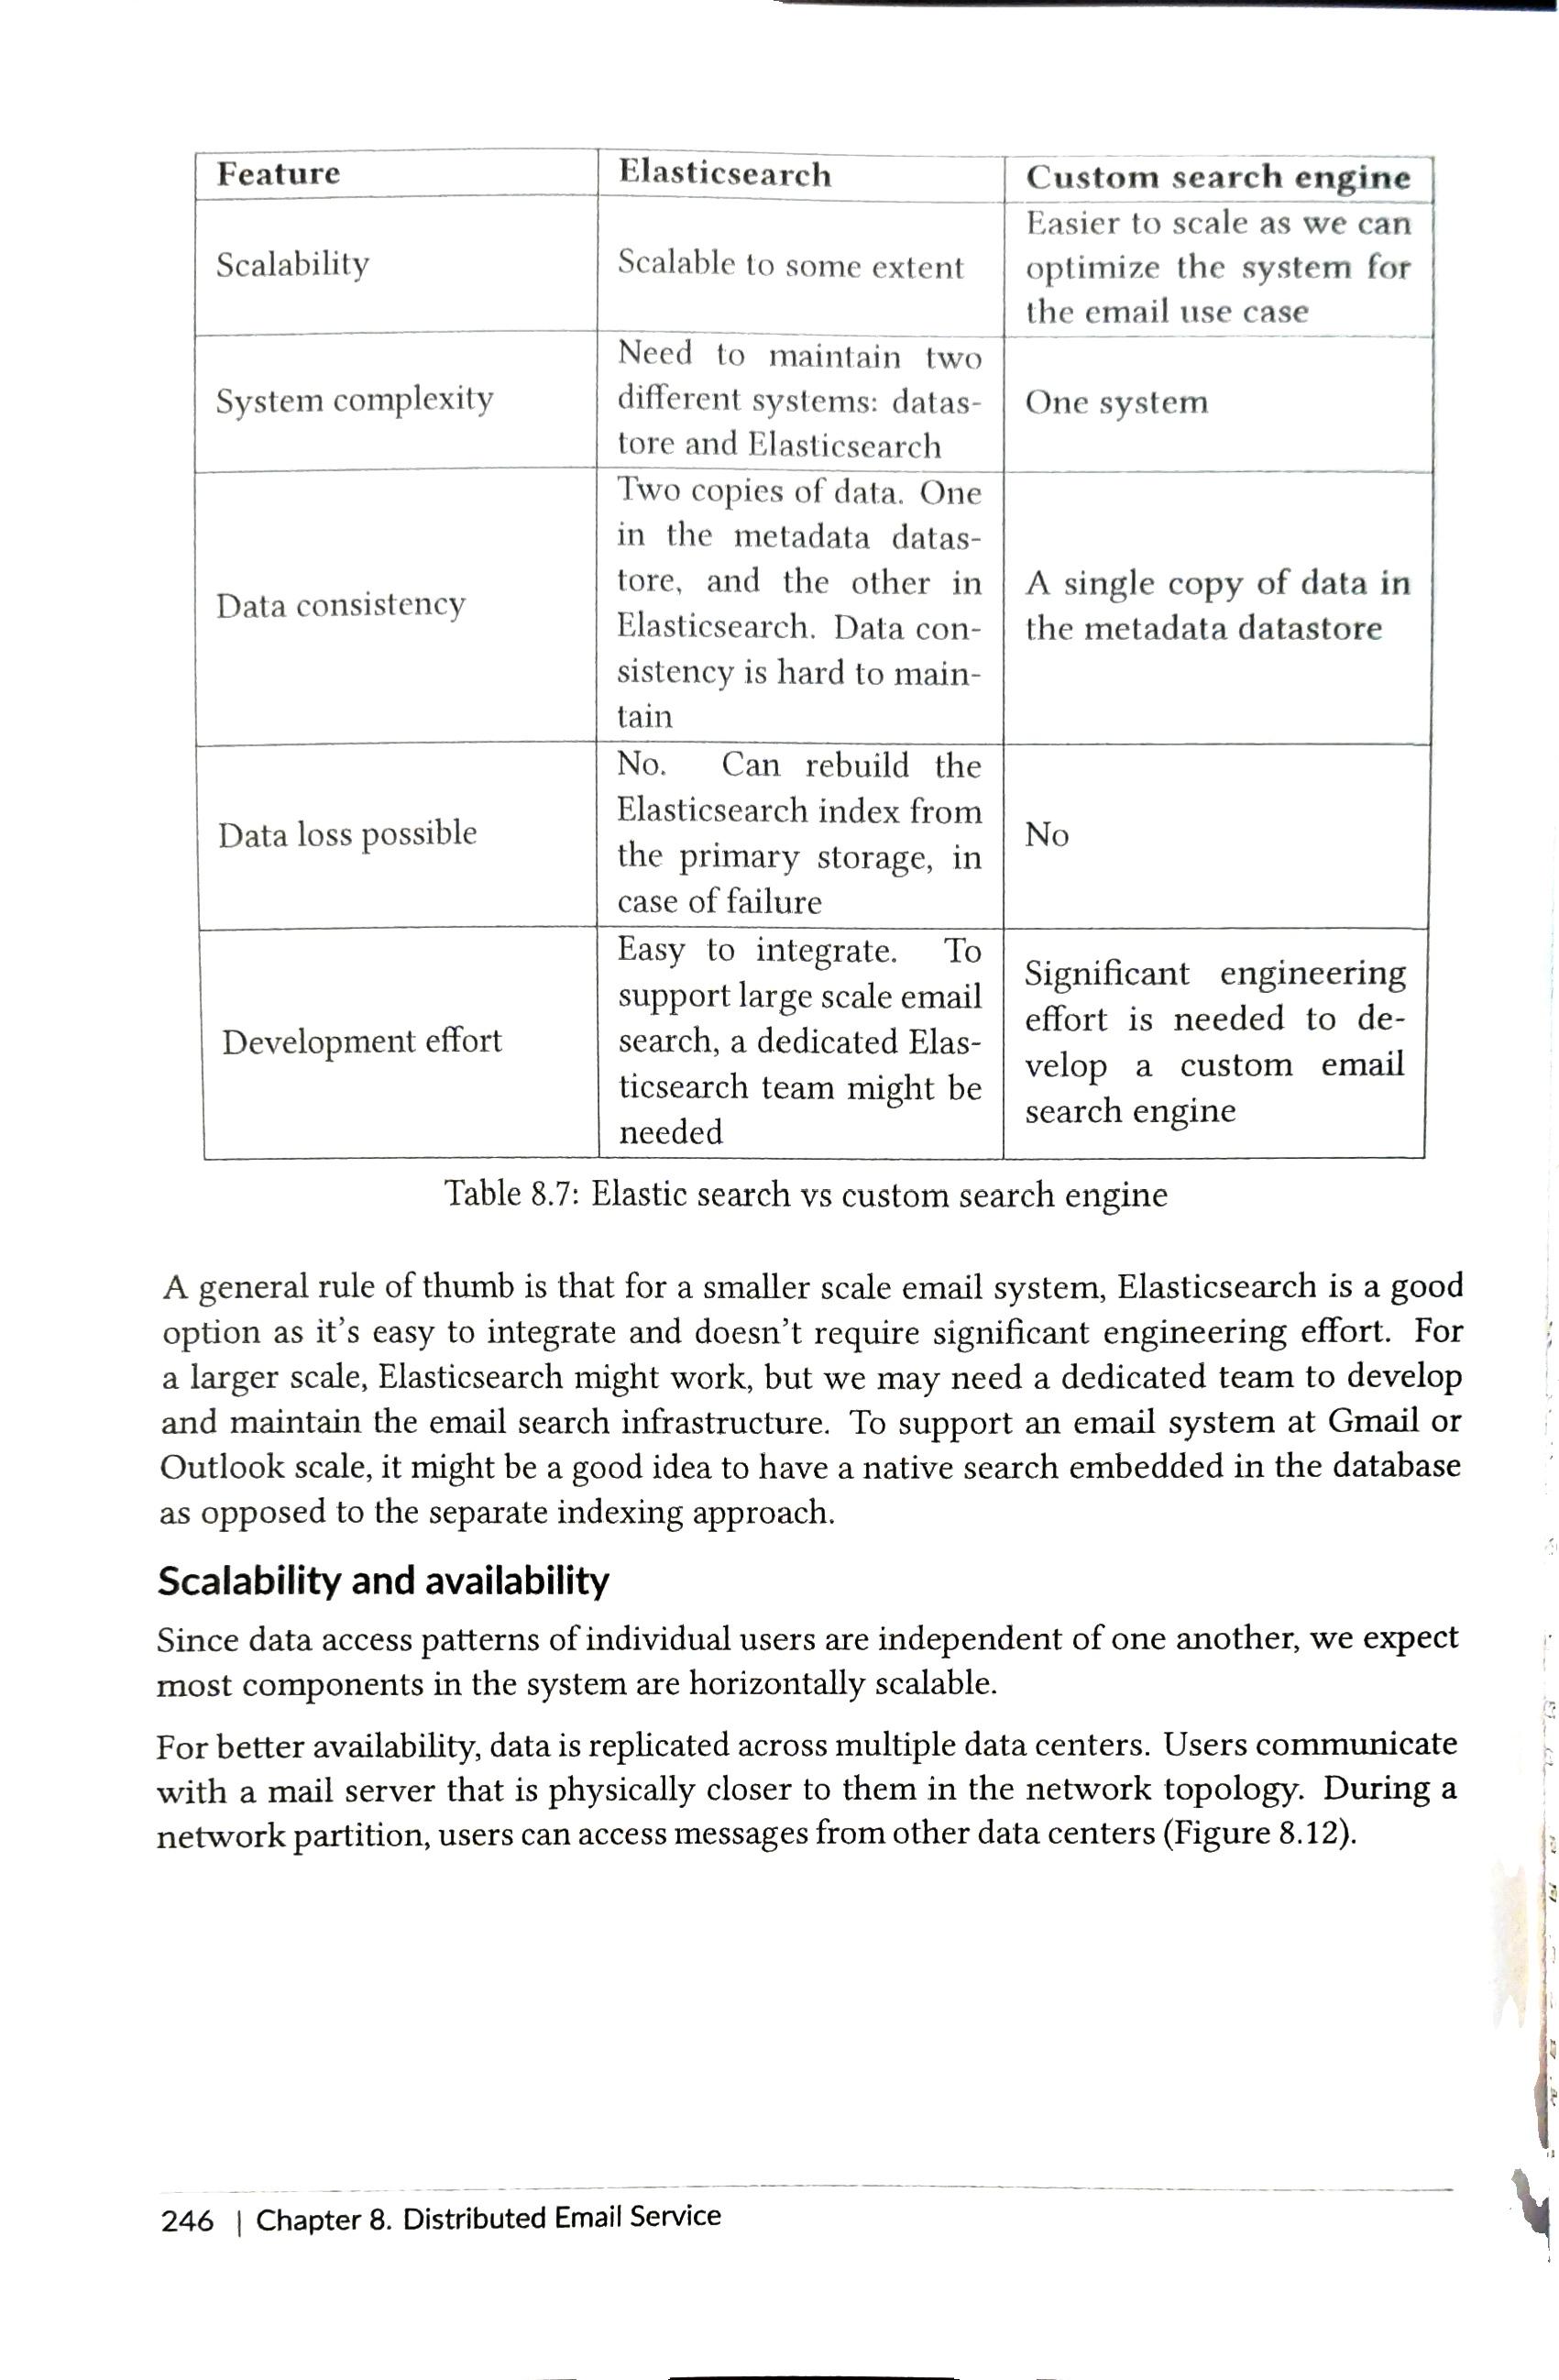 Feature
Elasticsearch
Custom search engine
Scalability
Scalable to some extent
Easier to scale as we can
optimize the system for
the email use case
System complexity
Need to maintain two
different systems: datas-
tore and Elasticsearch
One system
Data consistency
Two copies of data. One
in the metadata datas-
tore, and the other in
Elasticsearch. Data con-
sistency is hard to main-
tain
A single copy of data in
the metadata datastore
Data loss possible
No. Can rebuild the
Elasticsearch index from
the primary storage, in
case of failure
No
Development effort
Easy to integrate. To
support large scale email
search, a dedicated Elas-
ticsearch team might be
needed
Significant engineering
effort is needed to de-
velop a custom email
search engine
Table 8.7: Elastic search vs custom search engine
A general rule of thumb is that for a smaller scale email system, Elasticsearch is a good
option as it's easy to integrate and doesn't require significant engineering effort. For
a larger scale, Elasticsearch might work, but we may need a dedicated team to develop
and maintain the email search infrastructure. To support an email system at Gmail or
Outlook scale, it might be a good idea to have a native search embedded in the database
as opposed to the separate indexing approach.
Scalability and availability
Since data access patterns of individual users are independent of one another, we expect
most components in the system are horizontally scalable.
For better availability, data is replicated across multiple data centers. Users communicate
with a mail server that is physically closer to them in the network topology. During a
network partition, users can access messages from other data centers (Figure 8.12).
246 | Chapter 8. Distributed Email Service